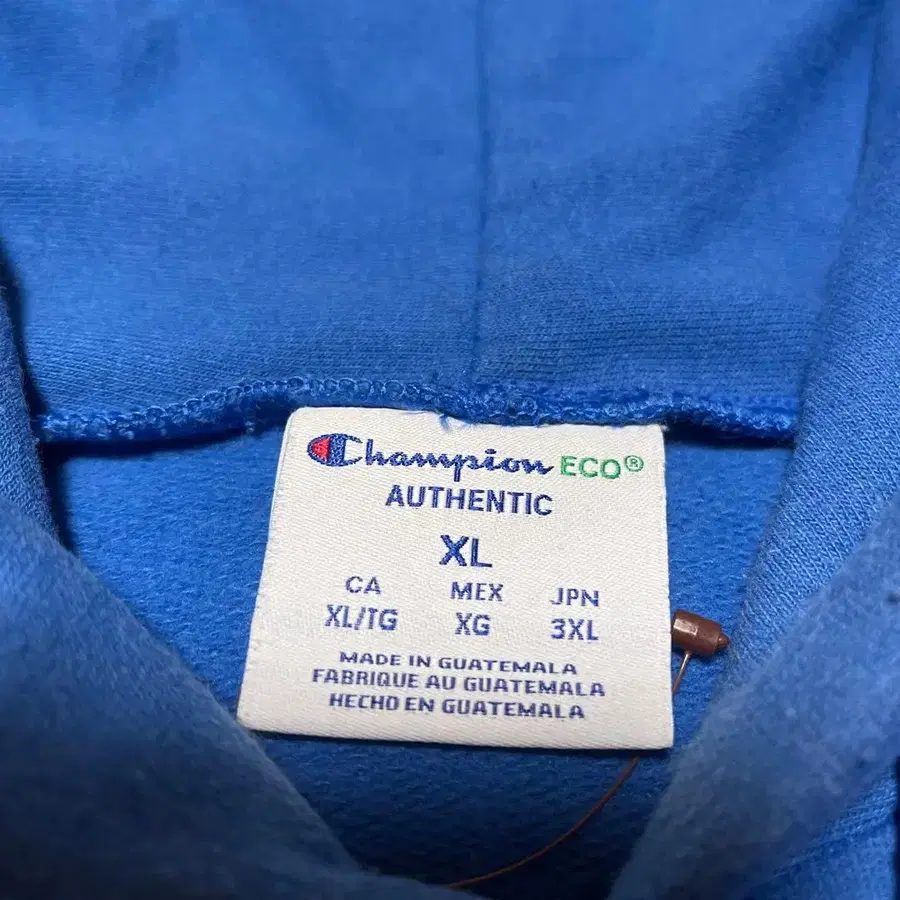 Champion ECO®
AUTHENTIC
XL
CA MEX JPN
XL/TG XG 3XL
MADE IN GUATEMALA
FABRIQUE AU GUATEMALA
HECHO EN GUATEMALA